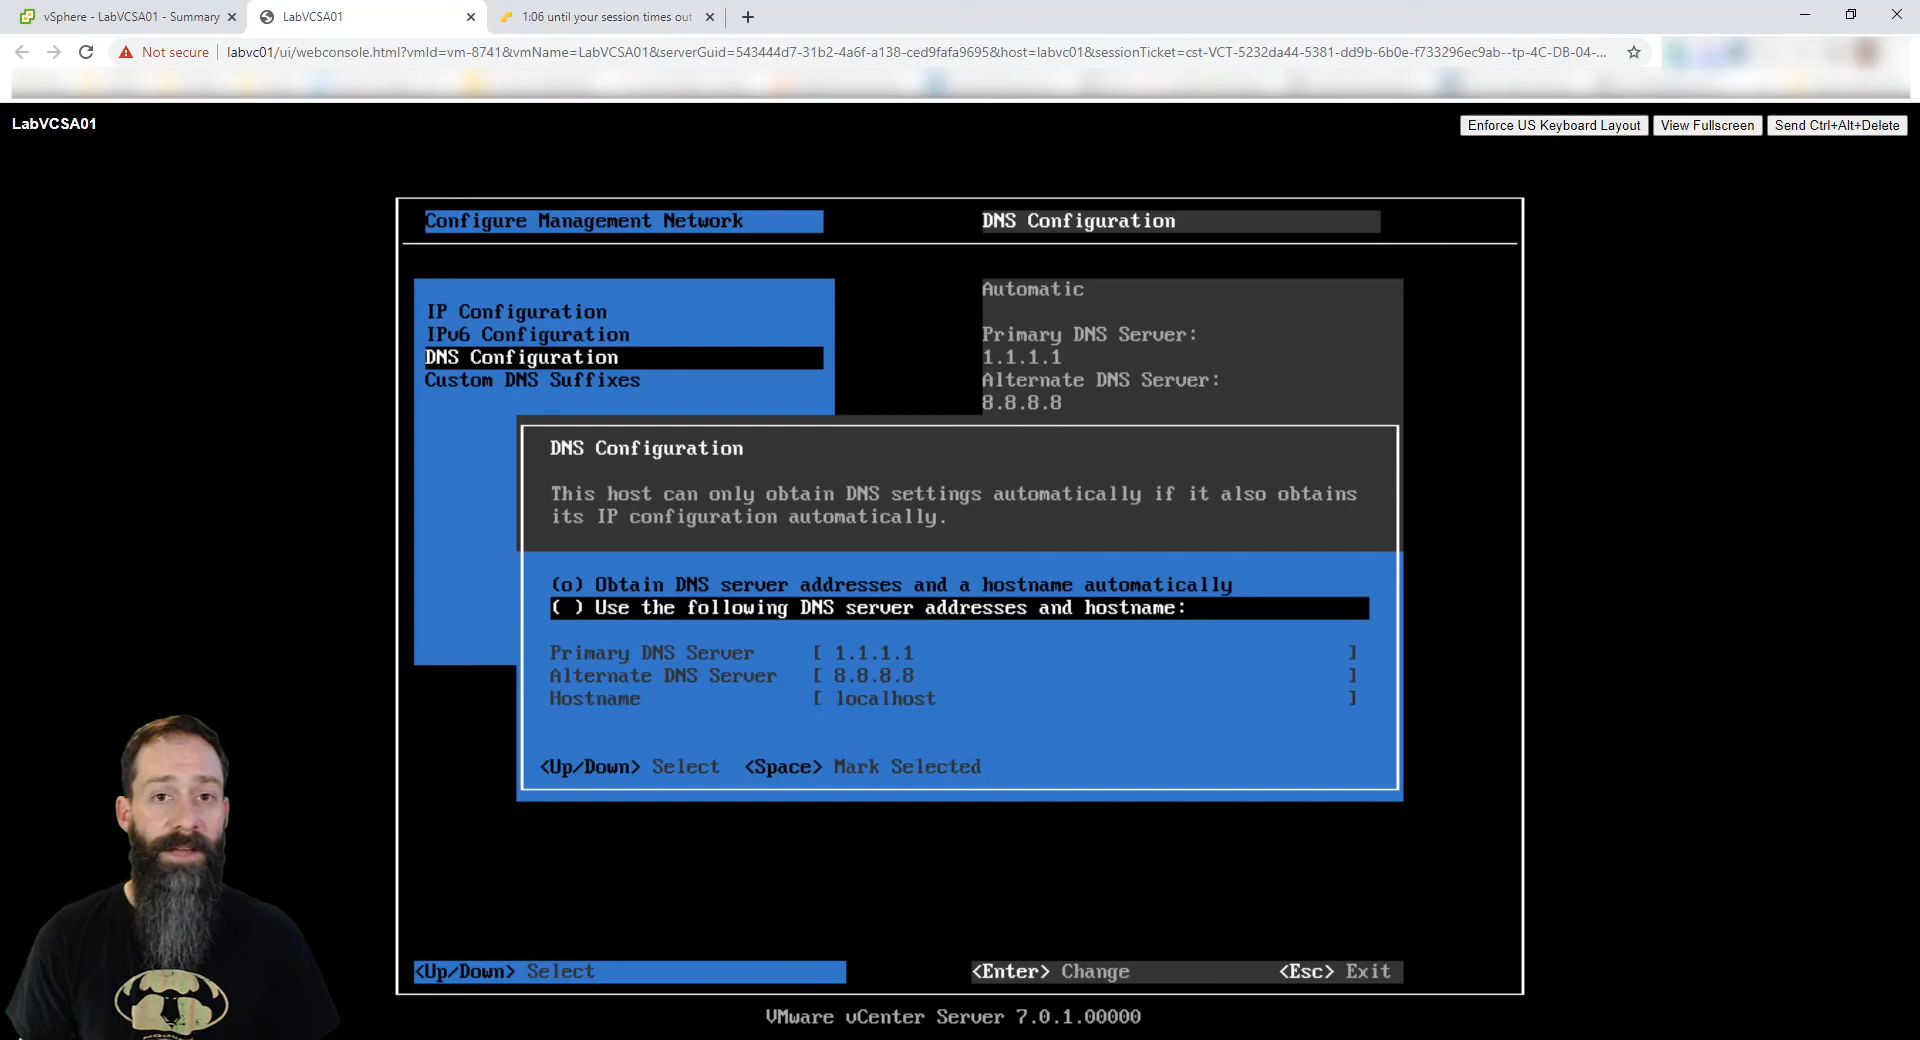 vSphere - LabVCSA01 - Summary
LabVCSA01
1:06 until your session times out
Not secure
labvc01/ui/webconsole.html?vmId=vm-8741&vmName=LabVCSA01&serverGuid=543444d7-31b2-4a6f-a138-ced9fafa9695&host=labvc01&sessionTicket=cst-VCT-5232da44-5381-dd9b-6b0e-f733296ec9ab--tp-4C-DB-04-...
LabVCSA01
Enforce US Keyboard Layout
View Fullscreen
Send Ctrl+Alt+Delete
Configure Management Network
DNS Configuration
IP Configuration
IPv6 Configuration
DNS Configuration
Custom DNS Suffixes
Automatic
Primary DNS Server:
1.1.1.1
Alternate DNS Server:
8.8.8.8
DNS Configuration
This host can only obtain DNS settings automatically if it also obtains
its IP configuration automatically.
(o) Obtain DNS server addresses and a hostname automatically
( ) Use the following DNS server addresses and hostname:
Primary DNS Server [ 1.1.1.1 ]
Alternate DNS Server [ 8.8.8.8 ]
Hostname [ localhost ]
<Up/Down> Select <Space> Mark Selected
<Up/Down> Select
<Enter> Change
<Esc> Exit
VMware vCenter Server 7.0.1.00000